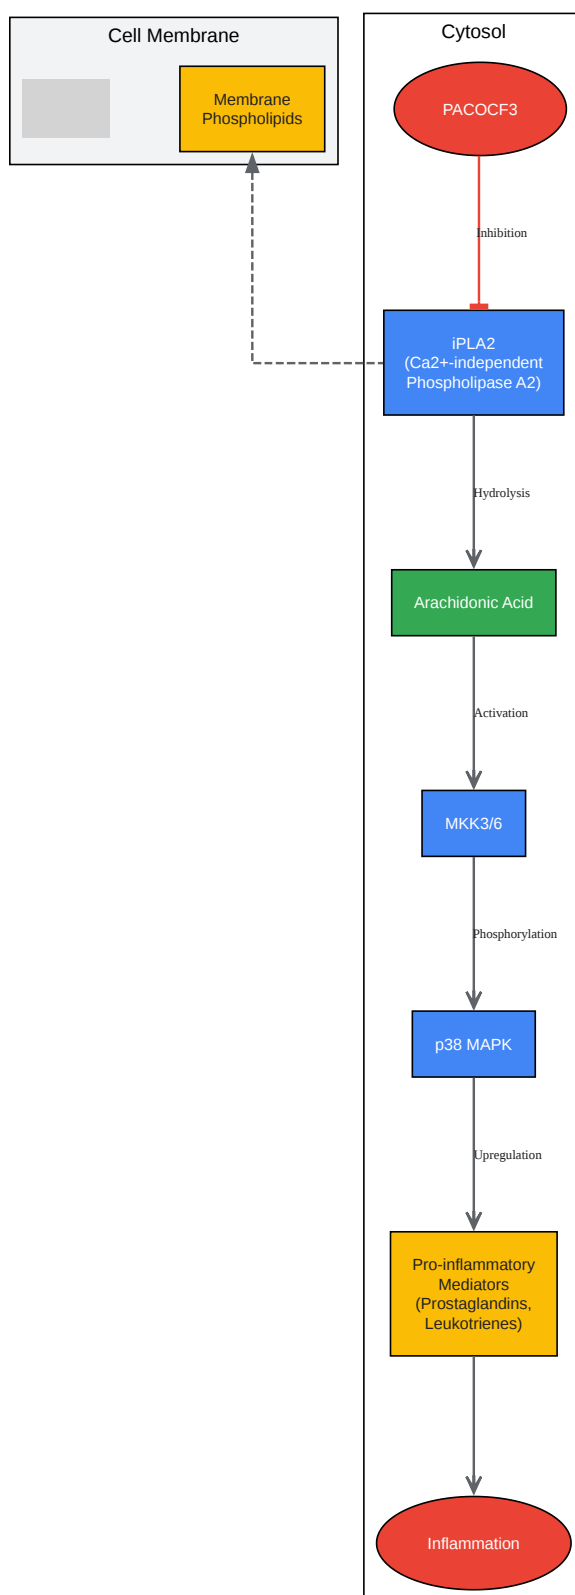 Cell Membrane
Membrane
Phospholipids
Cytosol
PACOCF3
Inhibition
iPLA2
(Ca2+-independent
Phospholipase A2)
Hydrolysis
Arachidonic Acid
Activation
MKK3/6
Phosphorylation
p38 MAPK
Upregulation
Pro-inflammatory
Mediators
(Prostaglandins,
Leukotrienes)
Inflammation